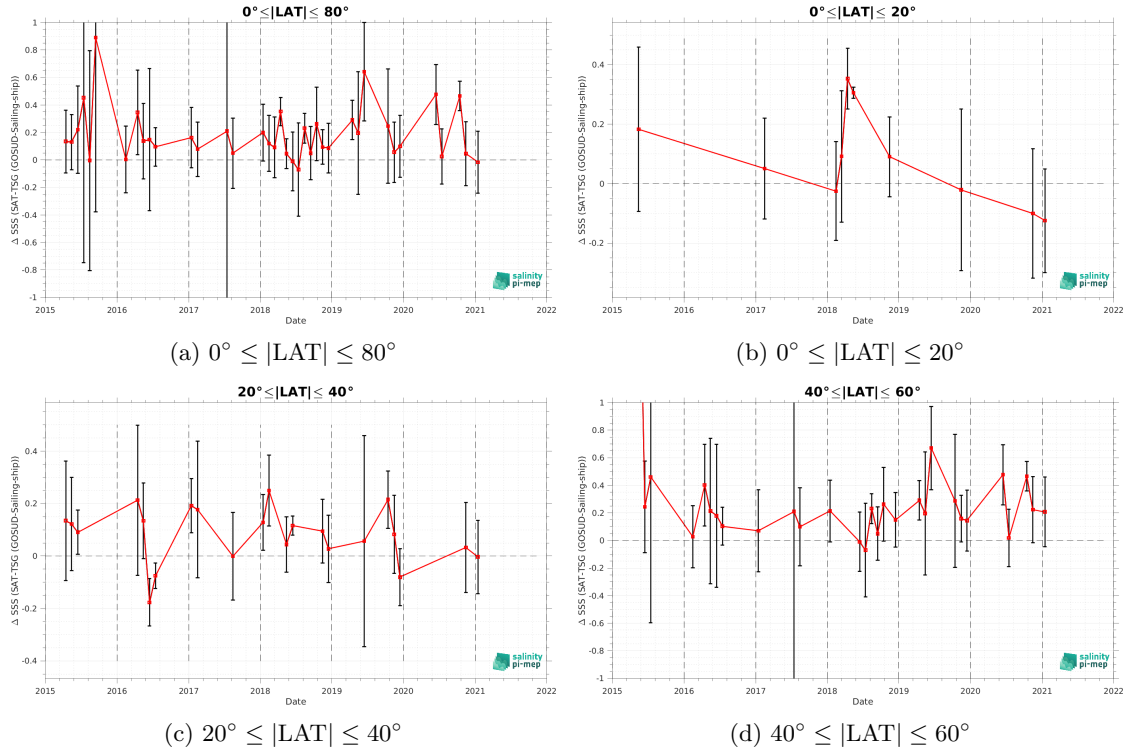 0°≤|LAT|≤ 80°
Δ SSS (SAT-TSG (GOSUD-Sailing-ship))
1
0.8
0.6
0.4
0.2
0
-0.2
-0.4
-0.6
-0.8
-1
2015 2016 2017 2018 2019 2020 2021 2022
Date
salinity
pi-mep
(a) 0° ≤ |LAT| ≤ 80°
0°≤|LAT|≤ 20°
Δ SSS (SAT-TSG (GOSUD-Sailing-ship))
0.4
0.2
0
-0.2
2015 2016 2017 2018 2019 2020 2021 2022
Date
salinity
pi-mep
(b) 0° ≤ |LAT| ≤ 20°
20°≤|LAT|≤ 40°
Δ SSS (SAT-TSG (GOSUD-Sailing-ship))
0.4
0.2
0
-0.2
-0.4
2015 2016 2017 2018 2019 2020 2021 2022
Date
salinity
pi-mep
(c) 20° ≤ |LAT| ≤ 40°
40°≤|LAT|≤ 60°
Δ SSS (SAT-TSG (GOSUD-Sailing-ship))
1
0.8
0.6
0.4
0.2
0
-0.2
-0.4
-0.6
-0.8
-1
2015 2016 2017 2018 2019 2020 2021 2022
Date
salinity
pi-mep
(d) 40° ≤ |LAT| ≤ 60°